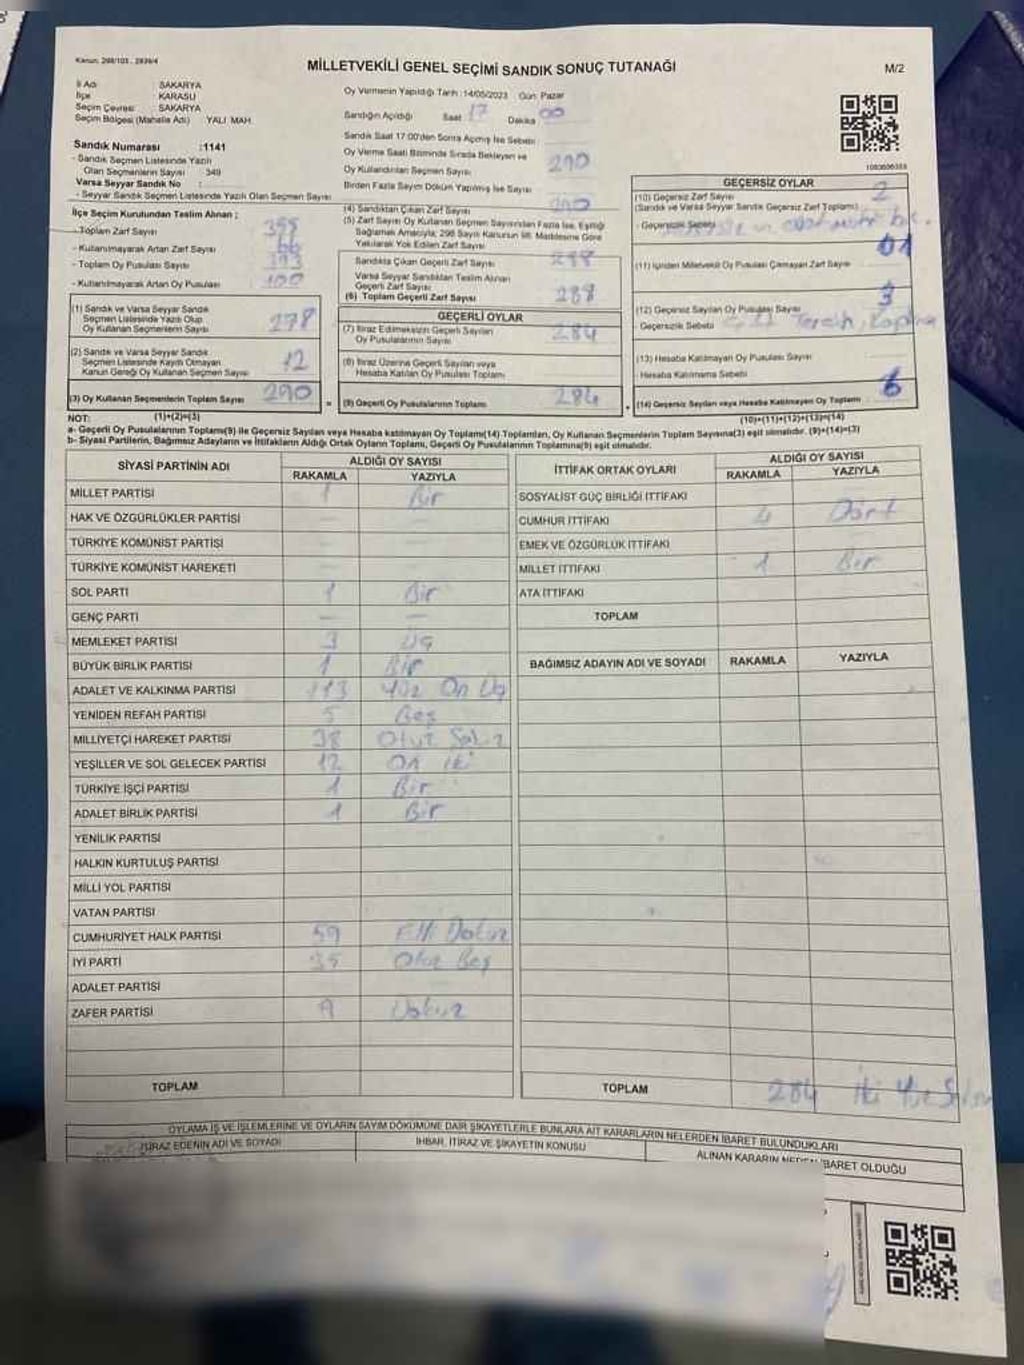 Kanun: 298/105, 2839/4
MİLLETVEKİLİ GENEL SEÇİMİ SANDIK SONUÇ TUTANAĞI
M/2
İl Adı : SAKARYA
İlçe : KARASU
Seçim Çevresi : SAKARYA
Seçim Bölgesi (Mahalle Adı) YALI MAH.
Sandık Numarası :1141
- Sandık Seçmen Listesinde Yazılı
Olan Seçmenlerin Sayısı 349
Varsa Seyyar Sandık No :
- Seyyar Sandık Seçmen Listesinde Yazılı Olan Seçmen Sayısı
İlçe Seçim Kurulundan Teslim Alınan ;
- Toplam Zarf Sayısı 355
- Kullanılmayarak Artan Zarf Sayısı 66
- Toplam Oy Pusulası Sayısı
- Kullanılmayarak Artan Oy Pusulası 100
(1) Sandık ve Varsa Seyyar Sandık
Seçmen Listesinde Yazılı Olup
Oy Kullanan Seçmenlerin Sayısı 278
(2) Sandık ve Varsa Seyyar Sandık
Seçmen Listesinde Kayıtlı Olmayan
Kanun Gereği Oy Kullanan Seçmen Sayısı 12
(3) Oy Kullanan Seçmenlerin Toplam Sayısı 290
Oy Vermenin Yapıldığı Tarih :14/05/2023 Gün: Pazar
Sandığın Açıldığı Saat 17 Dakika 00
Sandık Saat 17:00'den Sonra Açılmış İse Sebebi
Oy Verme Saati Bitiminde Sırada Bekleyen ve
Oy Kullandırılan Seçmen Sayısı 290
Birden Fazla Sayım Döküm Yapılmış İse Sayısı
(4) Sandıktan Çıkan Zarf Sayısı 290
(5) Zarf Sayısı Oy Kullanan Seçmen Sayısından Fazla İse, Eşitliği
Sağlamak Amacıyla, 298 Sayılı Kanunun 98. Maddesine Göre
Yakılarak Yok Edilen Zarf Sayısı
Sandıkta Çıkan Geçerli Zarf Sayısı 288
Varsa Seyyar Sandıktan Teslim Alınan
Geçerli Zarf Sayısı
(6) Toplam Geçerli Zarf Sayısı 288
GEÇERLİ OYLAR
(7) İtiraz Edilmeksizin Geçerli Sayılan
Oy Pusulalarının Sayısı 284
(8) İtiraz Üzerine Geçerli Sayılan veya
Hesaba Katılan Oy Pusulası Toplamı
(9) Geçerli Oy Pusulalarının Toplamı 284
1083606353
GEÇERSİZ OYLAR
(10) Geçersiz Zarf Sayısı 2
(Sandık ve Varsa Seyyar Sandık Geçersiz Zarf Toplamı)
- Geçersizlik Sebebi
(11) İçinden Milletvekili Oy Pusulası Çıkmayan Zarf Sayısı 01
(12) Geçersiz Sayılan Oy Pusulası Sayısı 3
- Geçersizlik Sebebi Tercih,
(13) Hesaba Katılmayan Oy Pusulası Sayısı
- Hesaba Katılmama Sebebi
(14) Geçersiz Sayılan veya Hesaba Katılmayan Oy Toplamı 6
NOT: (1)+(2)=(3) (10)+(11)+(12)+(13)=(14)
a- Geçerli Oy Pusulalarının Toplamı(9) ile Geçersiz Sayılan veya Hesaba katılmayan Oy Toplamı(14) Toplamları, Oy Kullanan Seçmenlerin Toplam Sayısına(3) eşit olmalıdır. (9)+(14)=(3)
b- Siyasi Partilerin, Bağımsız Adayların ve İttifakların Aldığı Ortak Oyların Toplamı, Geçerli Oy Pusulalarının Toplamına(9) eşit olmalıdır.
SİYASİ PARTİNİN ADI ALDIĞI OY SAYISI
RAKAMLA YAZIYLA
MİLLET PARTİSİ 1 Bir
HAK VE ÖZGÜRLÜKLER PARTİSİ —
TÜRKİYE KOMÜNİST PARTİSİ —
TÜRKİYE KOMÜNİST HAREKETİ —
SOL PARTİ 1 Bir
GENÇ PARTİ — —
MEMLEKET PARTİSİ 3 Üç
BÜYÜK BİRLİK PARTİSİ 1 Bir
ADALET VE KALKINMA PARTİSİ 113 Yüz On Üç
YENİDEN REFAH PARTİSİ 5 Beş
MİLLİYETÇİ HAREKET PARTİSİ 38 Otuz Sekiz
YEŞİLLER VE SOL GELECEK PARTİSİ 12 On iki
TÜRKİYE İŞÇİ PARTİSİ 1 Bir
ADALET BİRLİK PARTİSİ 1 Bir
YENİLİK PARTİSİ
HALKIN KURTULUŞ PARTİSİ
MİLLİ YOL PARTİSİ
VATAN PARTİSİ
CUMHURİYET HALK PARTİSİ 59 Elli Dokuz
İYİ PARTİ 35 Otuz Beş
ADALET PARTİSİ
ZAFER PARTİSİ 9 Dokuz
TOPLAM
İTTİFAK ORTAK OYLARI ALDIĞI OY SAYISI
RAKAMLA YAZIYLA
SOSYALİST GÜÇ BİRLİĞİ İTTİFAKI
CUMHUR İTTİFAKI 4 Dört
EMEK VE ÖZGÜRLÜK İTTİFAKI
MİLLET İTTİFAKI 1 Bir
ATA İTTİFAKI
TOPLAM
BAĞIMSIZ ADAYIN ADI VE SOYADI RAKAMLA YAZIYLA
TOPLAM 284 İki Yüz
OYLAMA İŞ VE İŞLEMLERİNE VE OYLARIN SAYIM DÖKÜMÜNE DAİR ŞİKAYETLERLE BUNLARA AİT KARARLARIN NELERDEN İBARET BULUNDUKLARI
İTİRAZ EDENİN ADI VE SOYADI İHBAR, İTİRAZ VE ŞİKAYETİN KONUSU ALINAN KARARIN NEDEN İBARET OLDUĞU